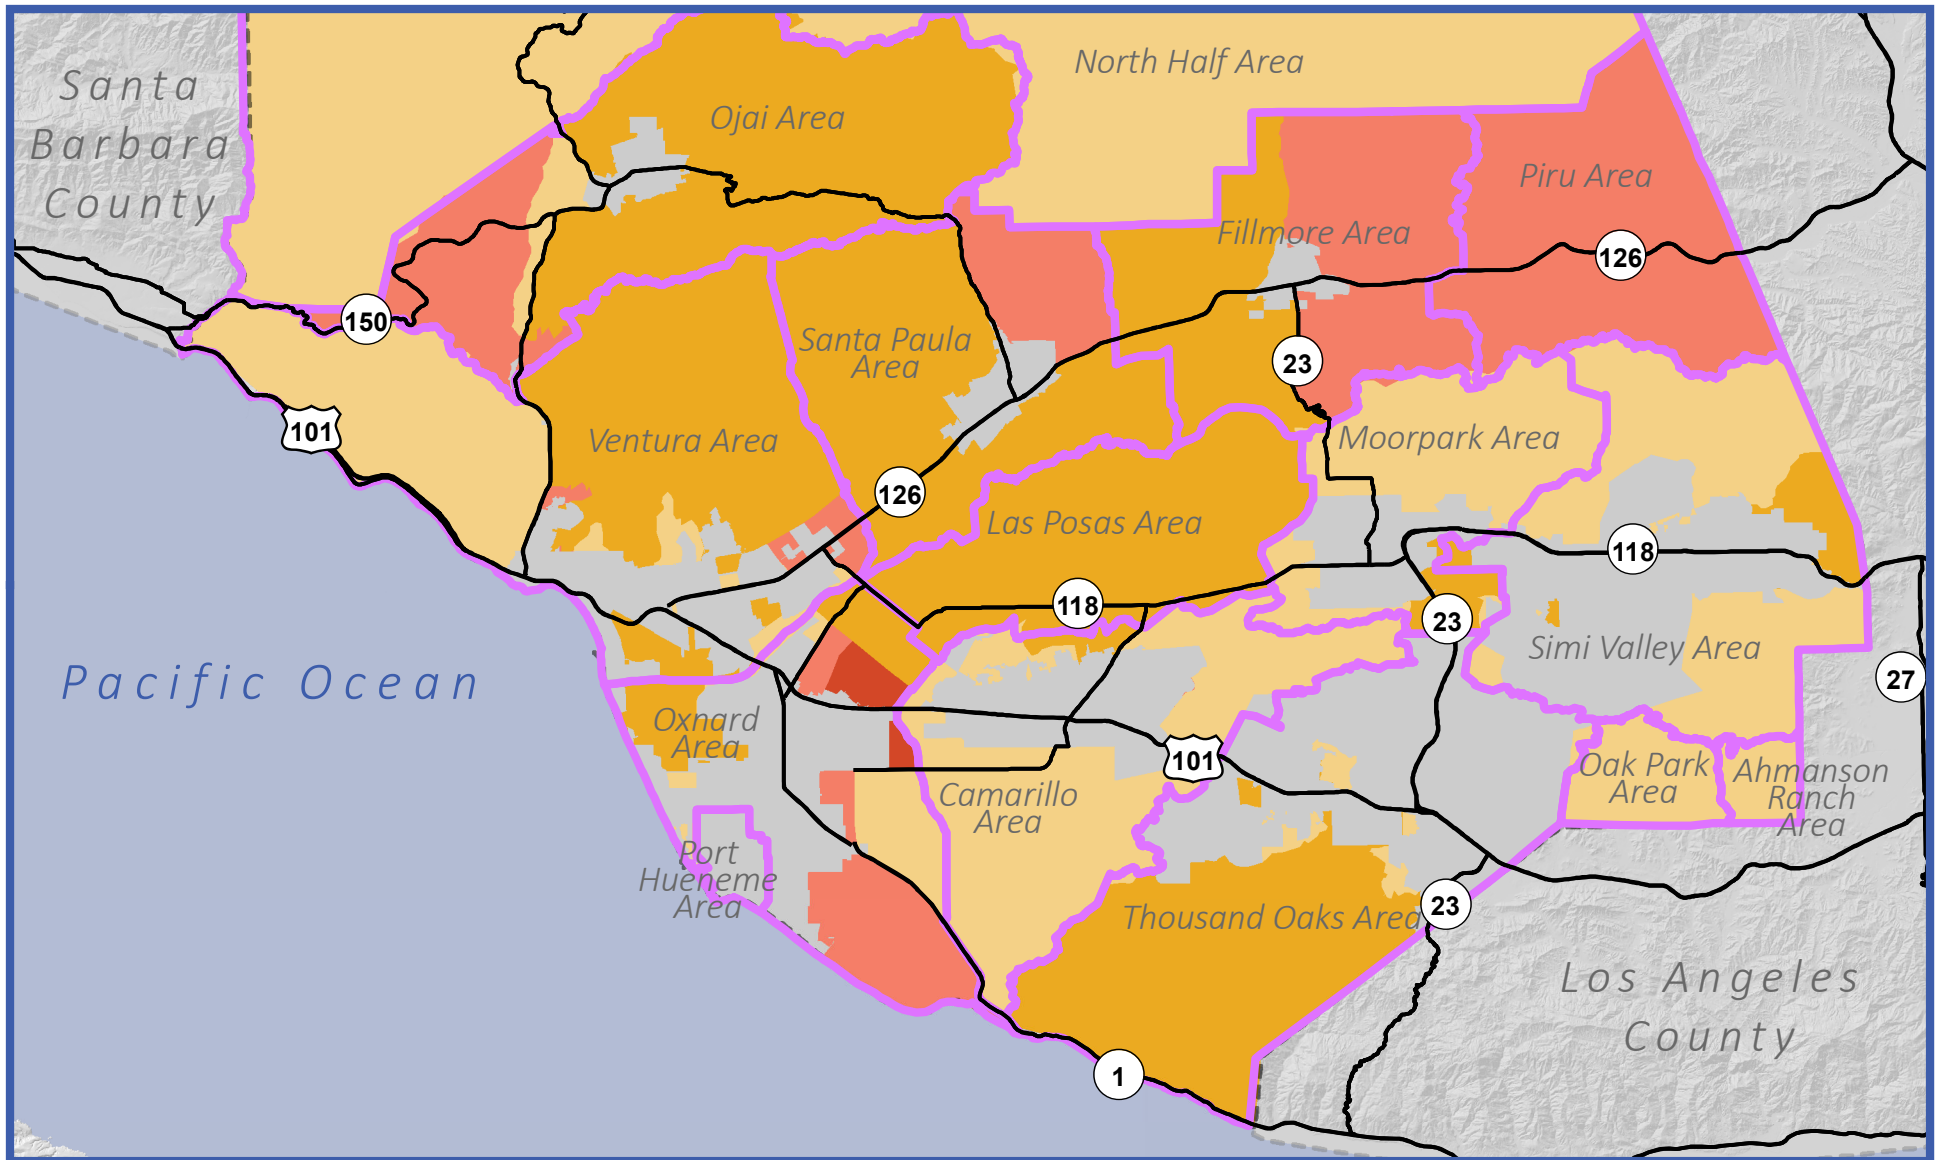 North Half Area
Santa
Barbara
County
Ojai Area
Piru Area
Fillmore Area
126
150
Santa Paula
Area
23
101
Ventura Area
Moorpark Area
126
Las Posas Area
118
118
23
Simi Valley Area
27
Pacific Ocean
Oxnard
Area
101
Oak Park
Area
Ahmanson
Ranch
Area
Camarillo
Area
Port
Hueneme
Area
Thousand Oaks Area
23
Los Angeles
County
1